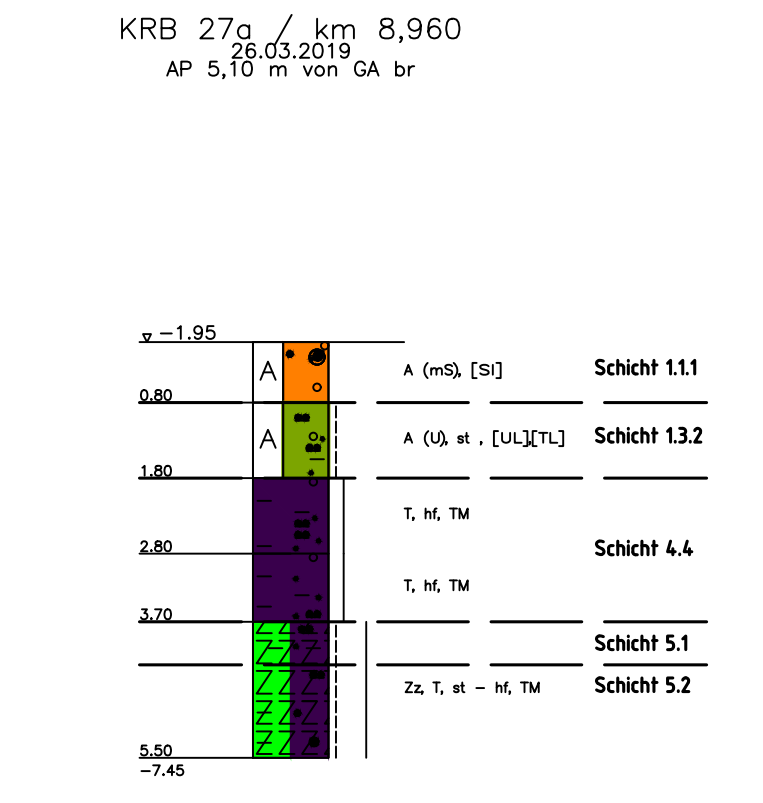 KRB 27a / km 8,960
26.03.2019
AP 5,10 m von GA br
−1.95
A
A (mS), [SI]
Schicht 1.1.1
0.80
A
A (U), st , [UL],[TL]
Schicht 1.3.2
1.80
T, hf, TM
2.80
Schicht 4.4
T, hf, TM
3.70
Schicht 5.1
Zz, T, st − hf, TM
Schicht 5.2
5.50
−7.45